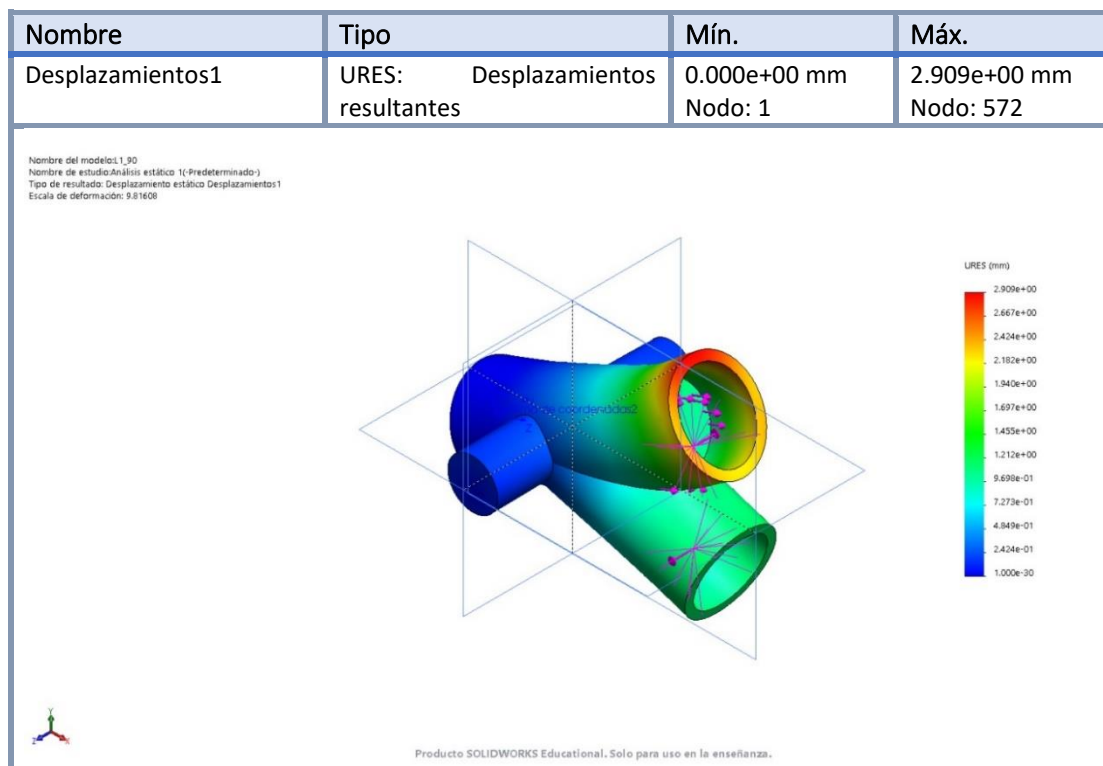 Nombre Tipo Mín. Máx.
Desplazamientos1 URES: Desplazamientos 0.000e+00 mm 2.909e+00 mm
resultantes Nodo: 1 Nodo: 572
Nombre del modelo:L1_90
Nombre de estudio:Análisis estático 1(-Predeterminado-)
Tipo de resultado: Desplazamiento estático Desplazamientos1
Escala de deformación: 9.81608
URES (mm)
2.909e+00
2.667e+00
2.424e+00
2.182e+00
1.940e+00
1.697e+00
1.455e+00
1.212e+00
9.698e-01
7.273e-01
4.849e-01
2.424e-01
1.000e-30
de coordenadas2
Y
Z
X
Producto SOLIDWORKS Educational. Solo para uso en la enseñanza.